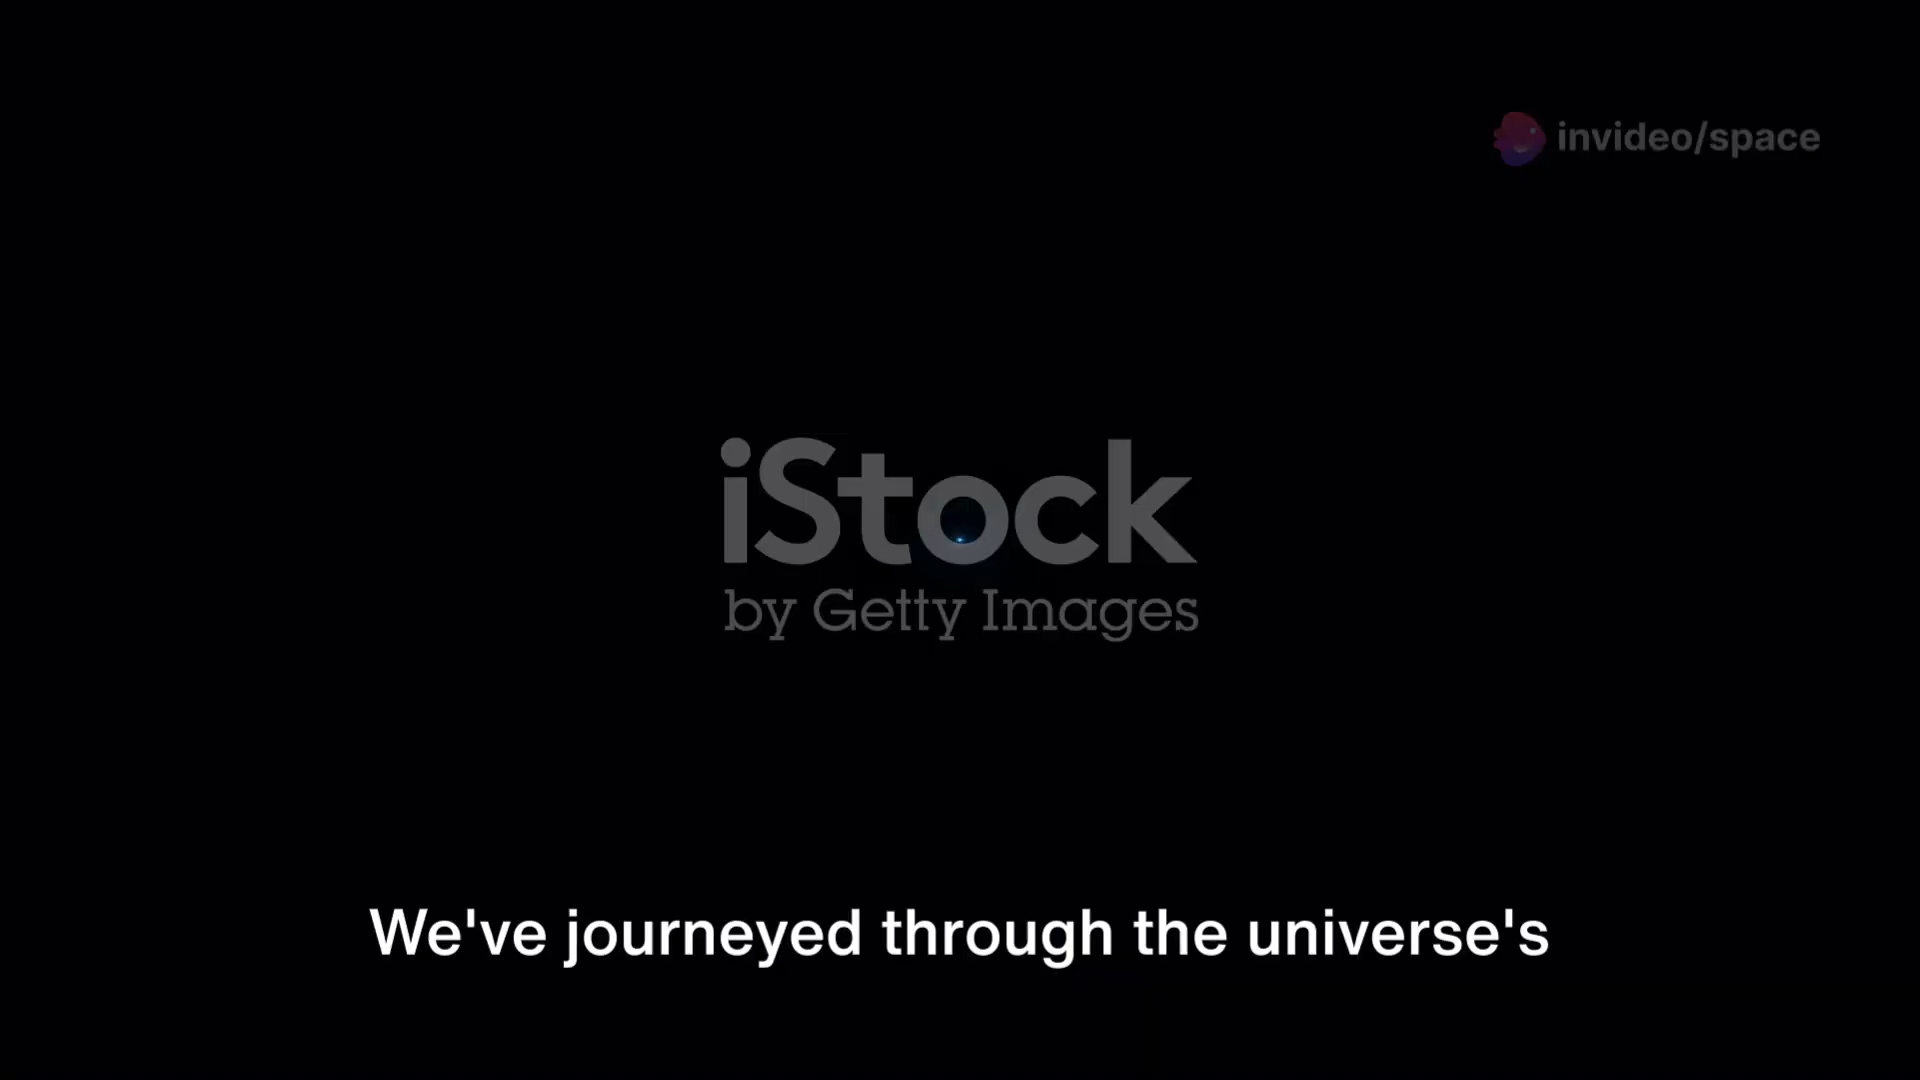 invideo/space
iStock
by Getty Images
We've journeyed through the universe's